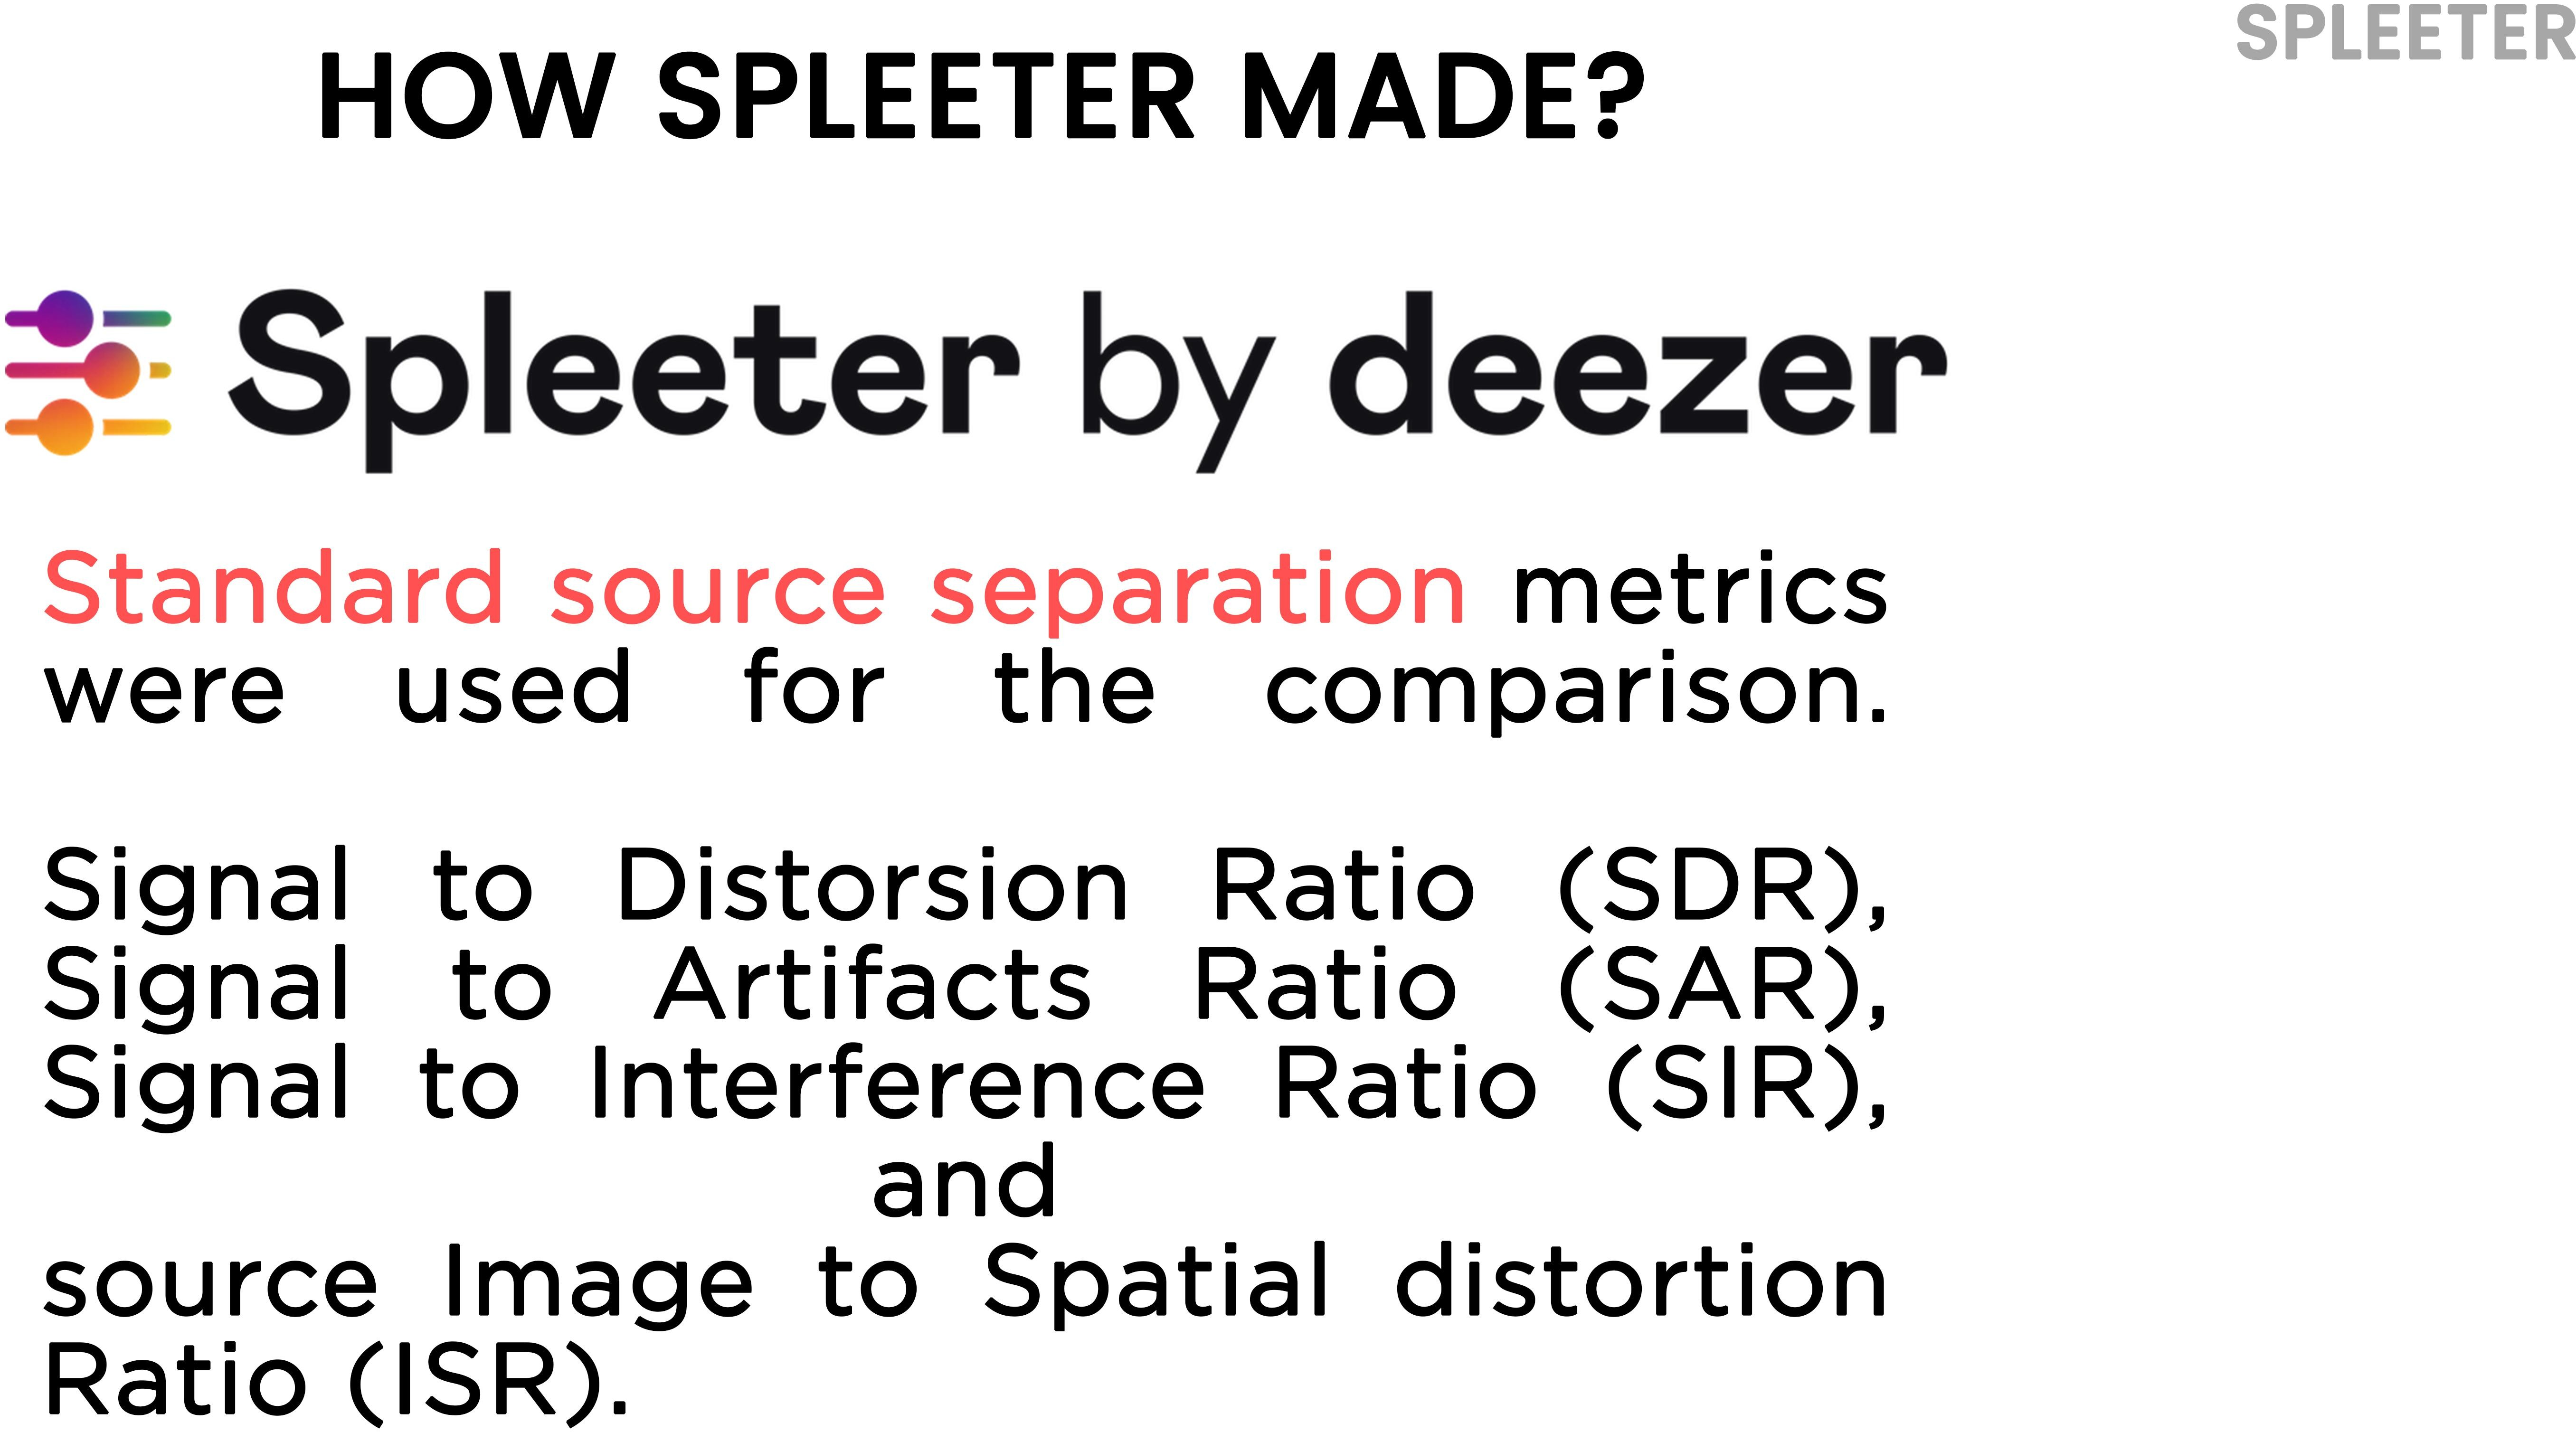 SPLEETER
HOW SPLEETER MADE?
Spleeter by deezer
Standard source separation metrics
were used for the comparison.
Signal to Distorsion Ratio (SDR),
Signal to Artifacts Ratio (SAR),
Signal to Interference Ratio (SIR),
and
source Image to Spatial distortion
Ratio (ISR).